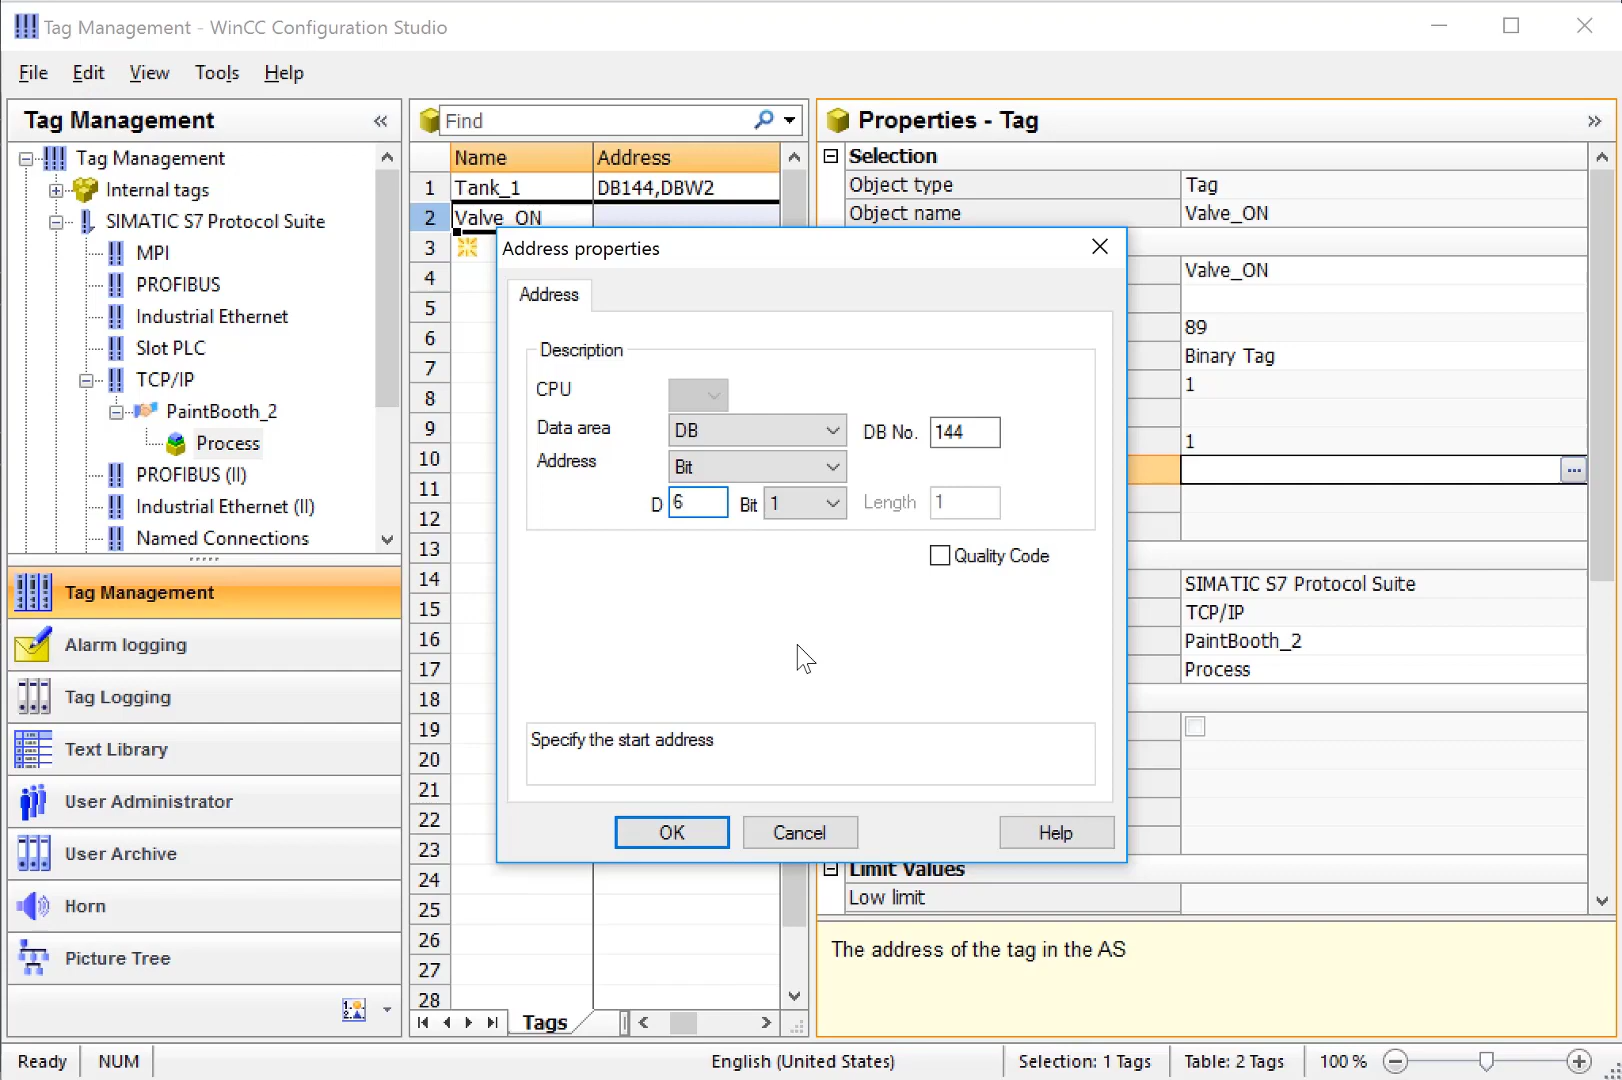 Tag Management - WinCC Configuration Studio
File Edit View Tools Help
Tag Management «
Tag Management
Internal tags
SIMATIC S7 Protocol Suite
MPI
PROFIBUS
Industrial Ethernet
Slot PLC
TCP/IP
PaintBooth_2
Process
PROFIBUS (II)
Industrial Ethernet (II)
Named Connections
Tag Management
Alarm logging
Tag Logging
Text Library
User Administrator
User Archive
Horn
Picture Tree
Find
Name Address
1 Tank_1 DB144,DBW2
2 Valve_ON
3
4
5
6
7
8
9
10
11
12
13
14
15
16
17
18
19
20
21
22
23
24
25
26
27
28
Tags
Address properties
Address
Description
CPU
Data area DB DB No. 144
Address Bit
D 6 Bit 1 Length 1
Quality Code
Specify the start address
OK Cancel Help
Properties - Tag »
Selection
Object type Tag
Object name Valve_ON
Valve_ON
89
Binary Tag
1
1
...
SIMATIC S7 Protocol Suite
TCP/IP
PaintBooth_2
Process
Limit Values
Low limit
The address of the tag in the AS
Ready NUM English (United States) Selection: 1 Tags Table: 2 Tags 100 %